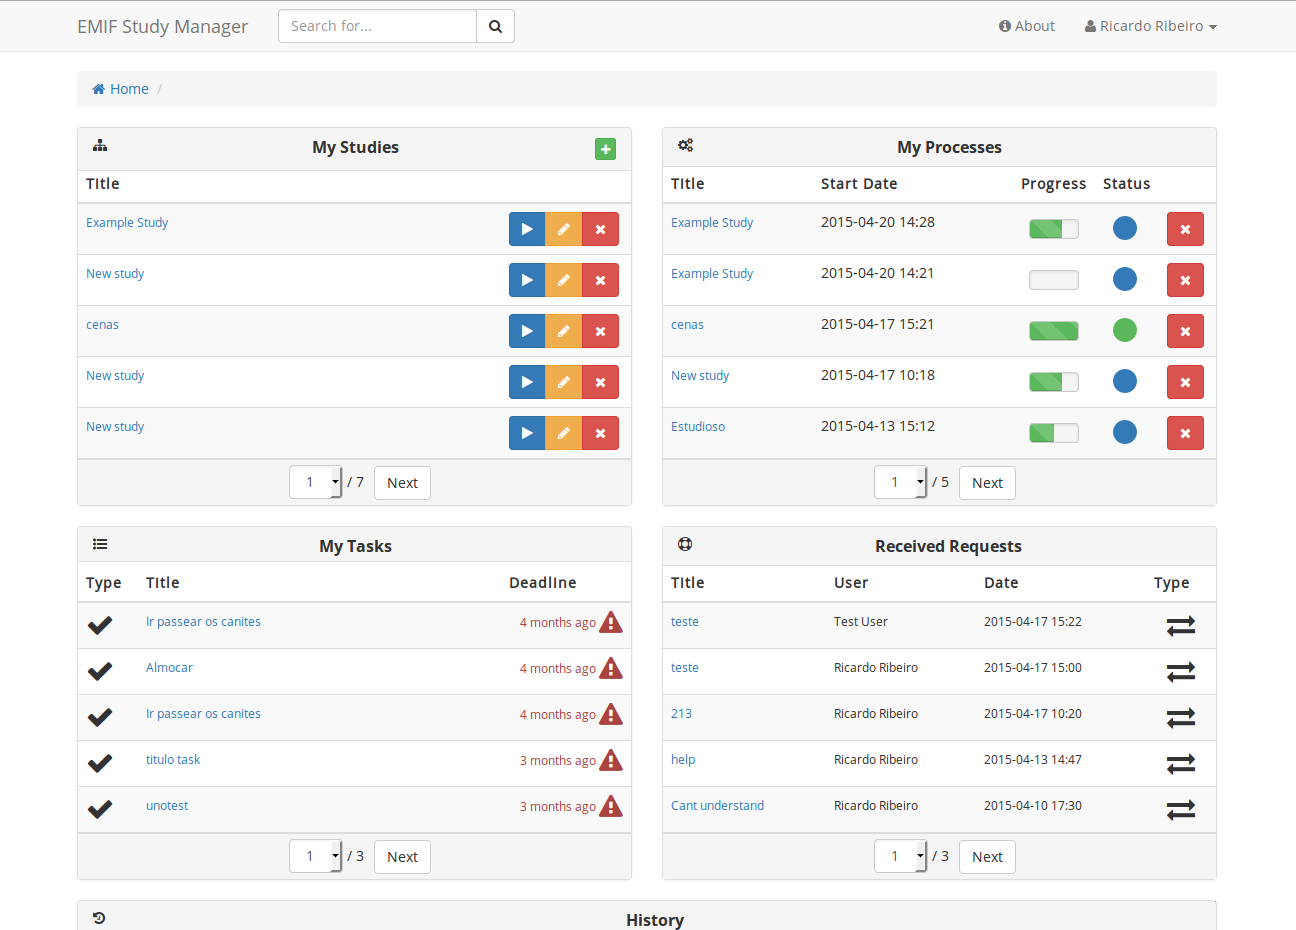 EMIF Study Manager Search for... About Ricardo Ribeiro
Home /
My Studies
Title
Example Study
New study
cenas
New study
New study
1 / 7 Next
My Processes
Title Start Date Progress Status
Example Study 2015-04-20 14:28
Example Study 2015-04-20 14:21
cenas 2015-04-17 15:21
New study 2015-04-17 10:18
Estudioso 2015-04-13 15:12
1 / 5 Next
My Tasks
Type Title Deadline
Ir passear os canites 4 months ago
Almocar 4 months ago
Ir passear os canites 4 months ago
titulo task 3 months ago
unotest 3 months ago
1 / 3 Next
Received Requests
Title User Date Type
teste Test User 2015-04-17 15:22
teste Ricardo Ribeiro 2015-04-17 15:00
213 Ricardo Ribeiro 2015-04-17 10:20
help Ricardo Ribeiro 2015-04-13 14:47
Cant understand Ricardo Ribeiro 2015-04-10 17:30
1 / 3 Next
History